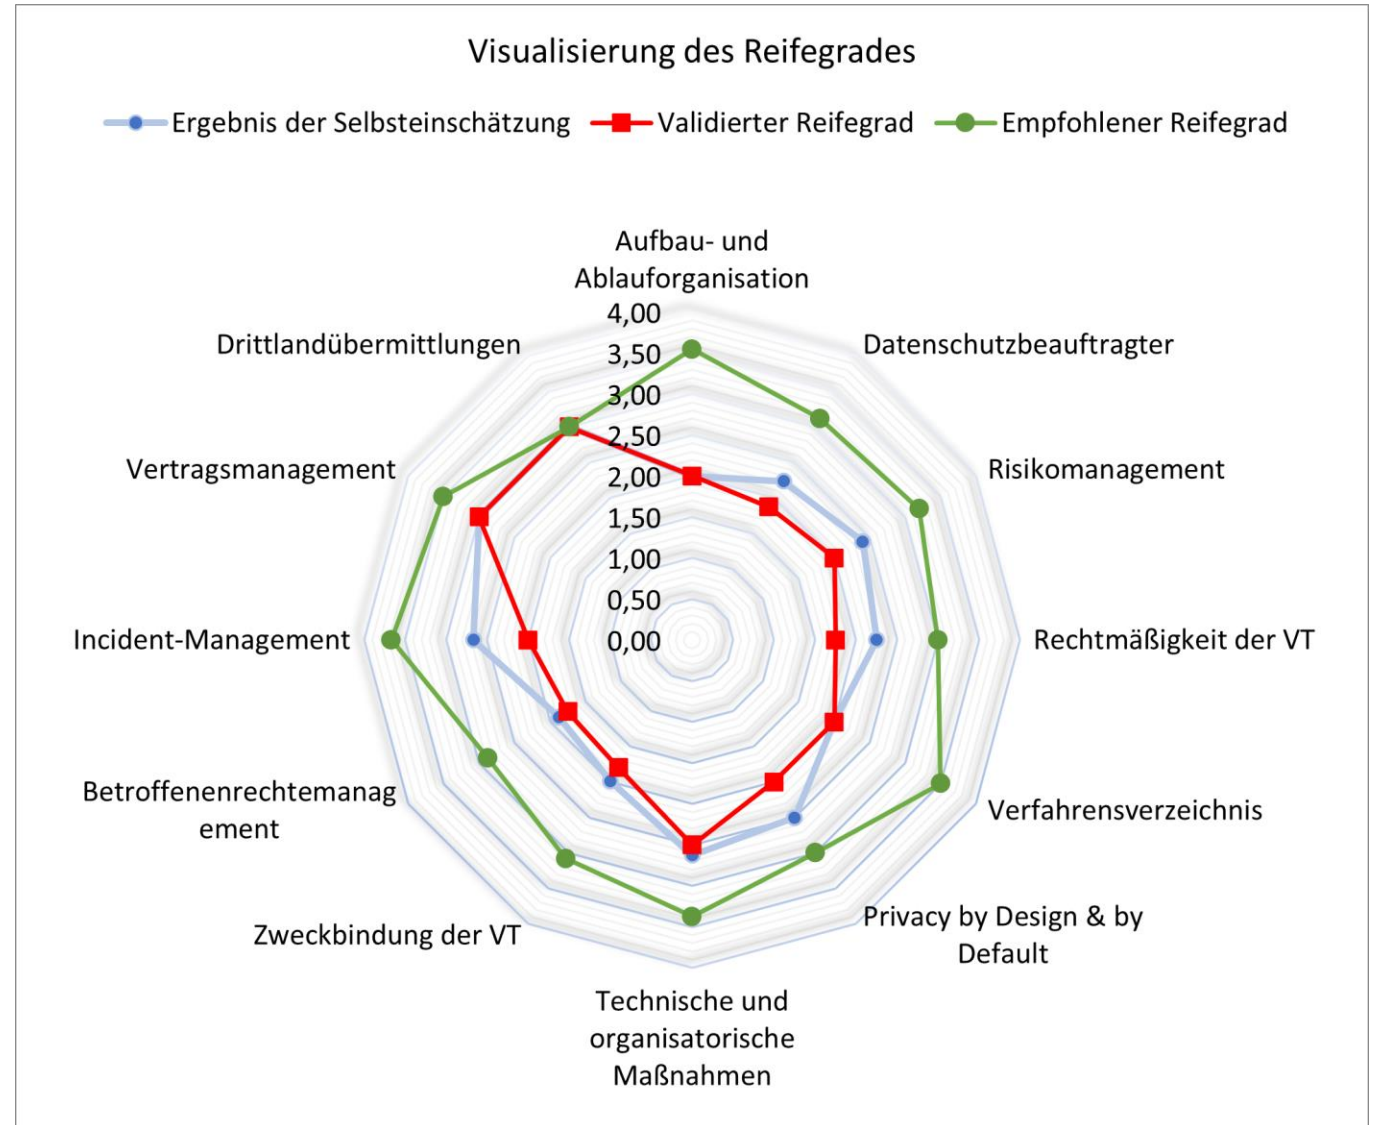 Visualisierung des Reifegrades
Ergebnis der Selbsteinschätzung
Validierter Reifegrad
Empfohlener Reifegrad
Aufbau- und
Ablauforganisation
4,00
Drittlandübermittlungen
Datenschutzbeauftragter
3,50
3,00
2,50
Vertragsmanagement
Risikomanagement
2,00
1,50
1,00
0,50
Incident-Management
0,00
Rechtmäßigkeit der VT
Betroffenenrechtemanag
ement
Verfahrensverzeichnis
Zweckbindung der VT
Privacy by Design & by
Default
Technische und
organisatorische
Maßnahmen